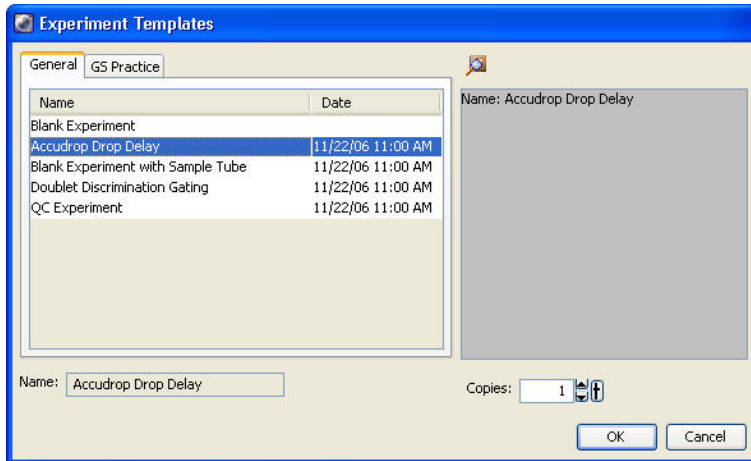 Experiment Templates
General GS Practice
Name Date
Blank Experiment
Accudrop Drop Delay 11/22/06 11:00 AM
Blank Experiment with Sample Tube 11/22/06 11:00 AM
Doublet Discrimination Gating 11/22/06 11:00 AM
QC Experiment 11/22/06 11:00 AM
Name: Accudrop Drop Delay
Name: Accudrop Drop Delay
Copies: 1
OK Cancel